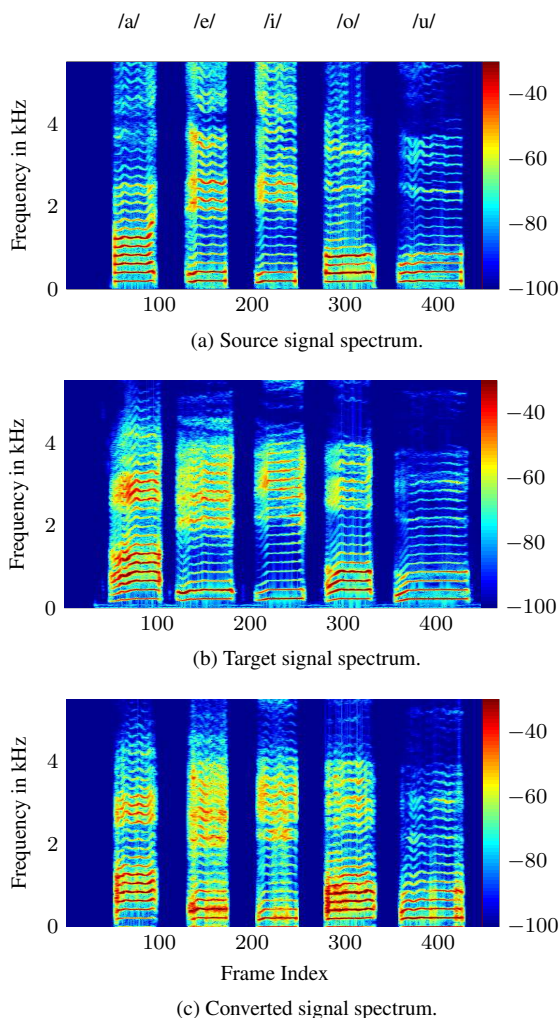 /a/ /e/ /i/ /o/ /u/
Frequency in kHz
4
2
0
100 200 300 400
−40
−60
−80
−100
(a) Source signal spectrum.
Frequency in kHz
4
2
0
100 200 300 400
−40
−60
−80
−100
(b) Target signal spectrum.
Frequency in kHz
4
2
0
100 200 300 400
−40
−60
−80
−100
Frame Index
(c) Converted signal spectrum.